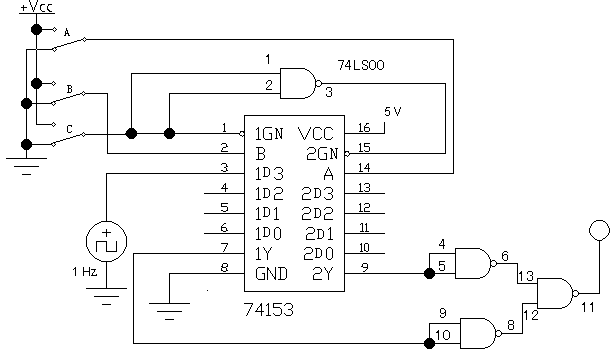 +Vcc
A
B
C
1
2
3
74LS00
5V
1 1GN VCC 16
2 B 2GN 15
3 1D3 A 14
4 1D2 2D3 13
5 1D1 2D2 12
6 1D0 2D1 11
7 1Y 2D0 10
8 GND 2Y 9
1 Hz
74153
4
5
6
13
12
11
9
10
8